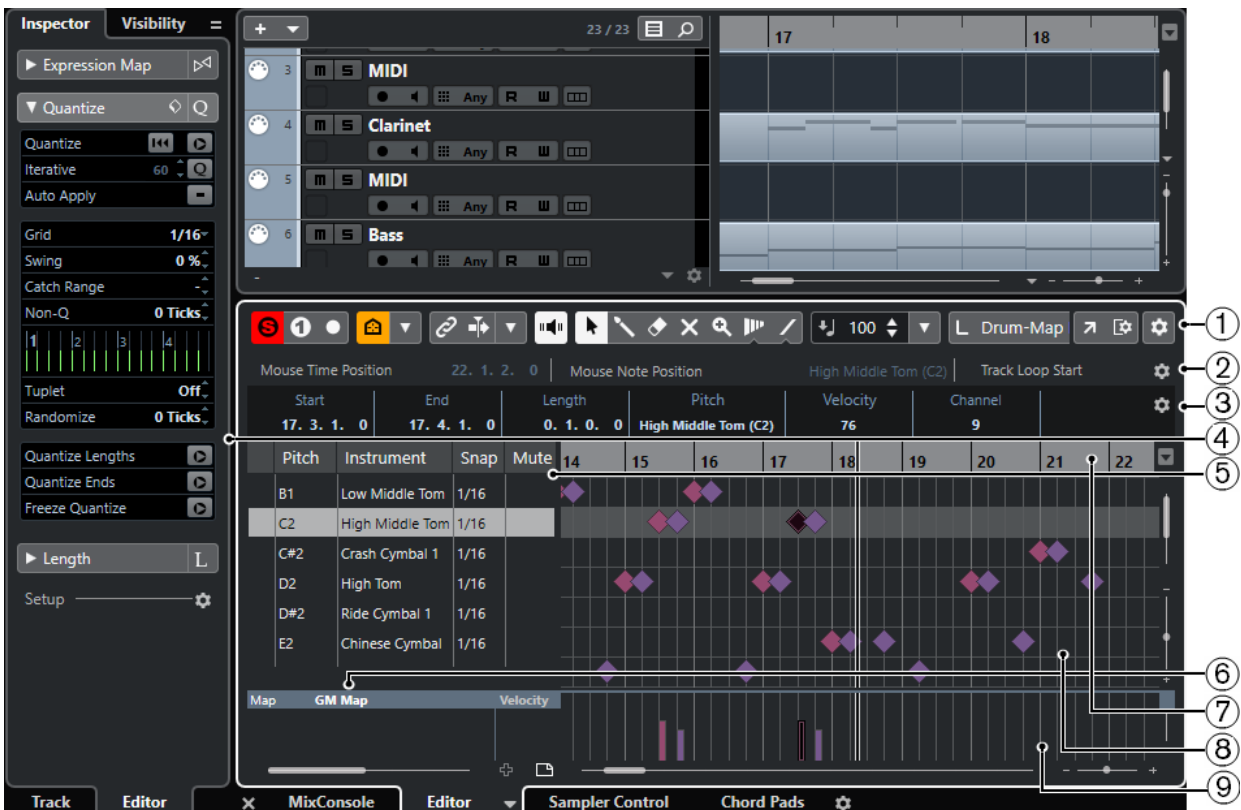 Inspector Visibility
Expression Map
Quantize Q
Quantize
Iterative 60 Q
Auto Apply
Grid 1/16
Swing 0 %
Catch Range -
Non-Q 0 Ticks
1 2 3 4
Tuplet Off
Randomize 0 Ticks
Quantize Lengths
Quantize Ends
Freeze Quantize
Length L
Setup
23 / 23
17 18
3 m S MIDI
Any R W
4 m S Clarinet
Any R W
5 m S MIDI
Any R W
6 m S Bass
Any R W
S 1 100 L Drum-Map
Mouse Time Position 22. 1. 2. 0 Mouse Note Position High Middle Tom (C2) Track Loop Start
Start End Length Pitch Velocity Channel
17. 3. 1. 0 17. 4. 1. 0 0. 1. 0. 0 High Middle Tom (C2) 76 9
Pitch Instrument Snap Mute 14 15 16 17 18 19 20 21 22
B1 Low Middle Tom 1/16
C2 High Middle Tom 1/16
C#2 Crash Cymbal 1 1/16
D2 High Tom 1/16
D#2 Ride Cymbal 1 1/16
E2 Chinese Cymbal 1/16
Map GM Map Velocity
1
2
3
4
5
6
7
8
9
Track Editor MixConsole Editor Sampler Control Chord Pads